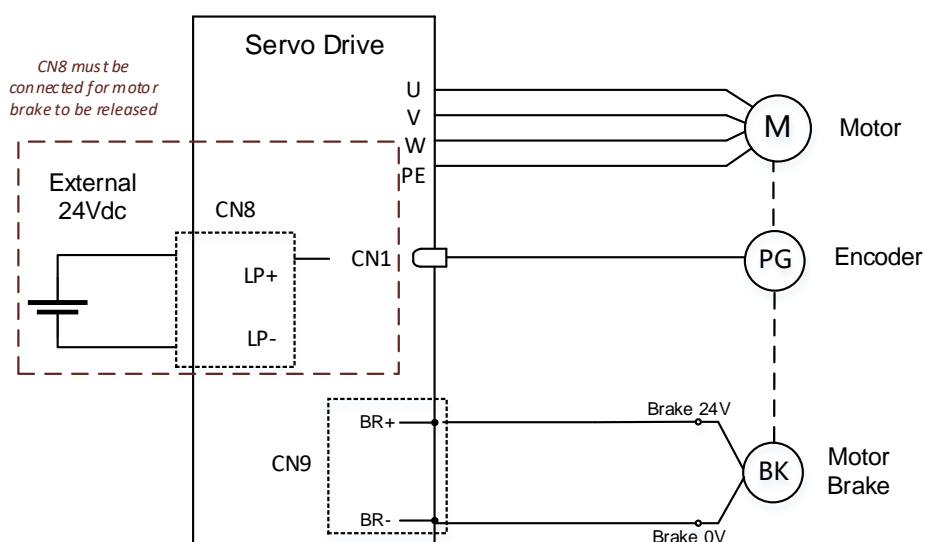 Servo Drive
CN8 must be
connected for motor
brake to be released
U
V
W
PE
M
Motor
External
24Vdc
CN8
LP+
LP-
CN1
PG
Encoder
BR+
BR-
CN9
Brake 24V
Brake 0V
BK
Motor
Brake